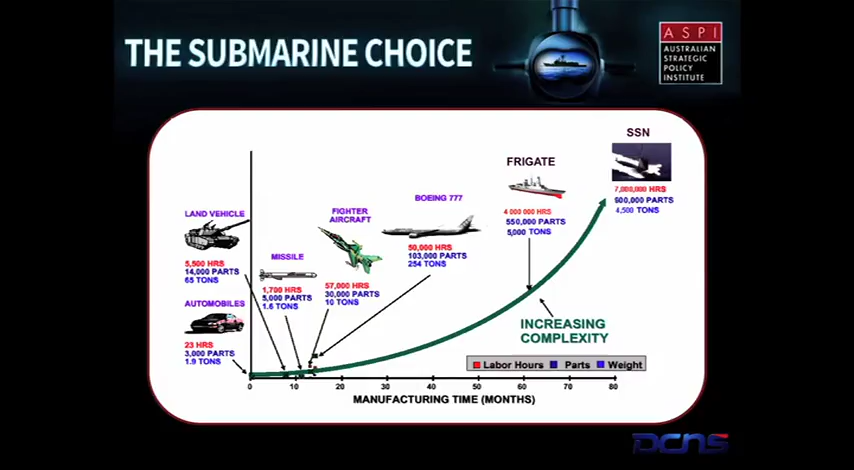 THE SUBMARINE CHOICE
ASPI
AUSTRALIAN
STRATEGIC
POLICY
INSTITUTE
SSN
7,000,000 HRS
900,000 PARTS
4,500 TONS
FRIGATE
4 000 000 HRS
550,000 PARTS
5,000 TONS
BOEING 777
50,000 HRS
103,000 PARTS
254 TONS
FIGHTER
AIRCRAFT
57,000 HRS
30,000 PARTS
10 TONS
LAND VEHICLE
5,500 HRS
14,000 PARTS
65 TONS
MISSILE
1,700 HRS
5,000 PARTS
1.6 TONS
AUTOMOBILES
23 HRS
3,000 PARTS
1.9 TONS
INCREASING
COMPLEXITY
Labor Hours Parts Weight
0 10 20 30 40 50 60 70 80
MANUFACTURING TIME (MONTHS)
DCNS